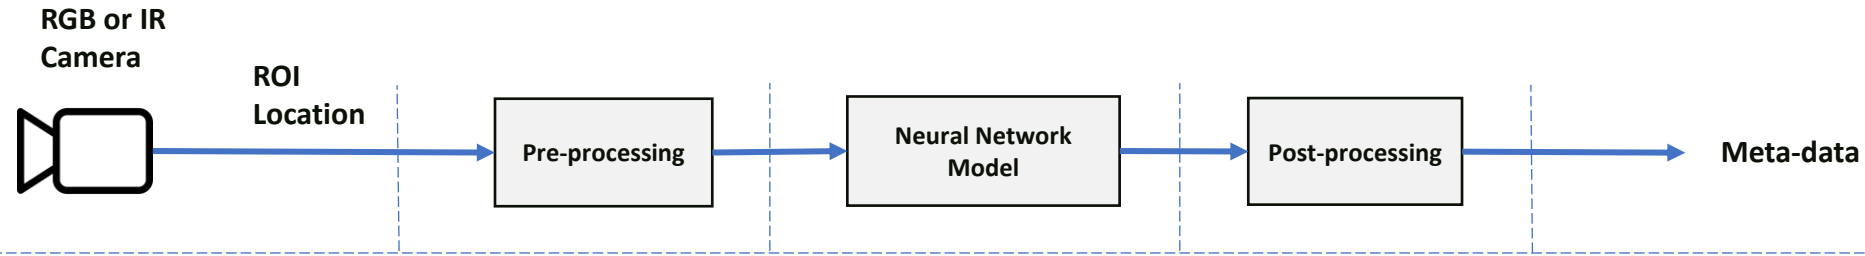 RGB or IR
Camera
ROI
Location
Pre-processing
Neural Network
Model
Post-processing
Meta-data